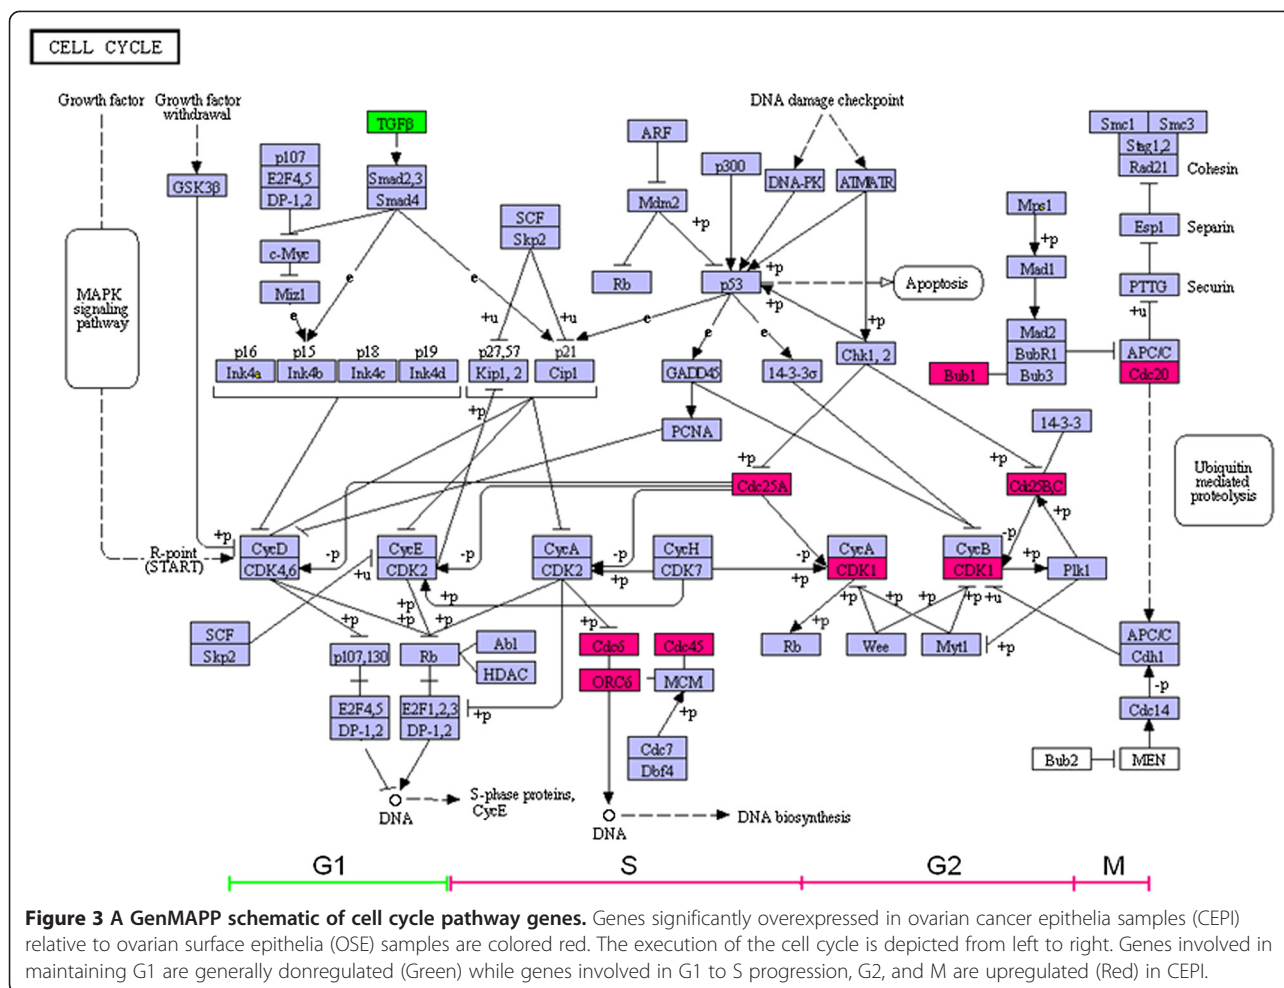 CELL CYCLE
Growth factor
Growth factor
withdrawal
TGFβ
DNA damage checkpoint
Smc1 Smc3
Stag1,2
Rad21
Cohesin
ARF
p300
DNA-PK
ATM/ATR
p107
E2F4,5
DP-1,2
Smad2,3
Smad4
GSK3β
Mdm2
+p
SCF
Skp2
Mps1
+p
Esp1
Separin
c-Myc
Mad1
MAPK
signaling
pathway
Miz1
e
e
e
Rb
p53
+p
+p
Apoptosis
PTTG
Securin
+u
+u
+u
e
e
+p
p16
Ink4a
p15
Ink4b
p18
Ink4c
p19
Ink4d
p27,57
Kip1, 2
p21
Cip1
GADD45
14-3-3σ
Chk1, 2
Bub1
Mad2
BubR1
Bub3
APC/C
Cdc20
+p
PCNA
14-3-3
+p
+p
Cdc25A
Cdc25B,C
Ubiquitin
mediated
proteolysis
R-point
(START)
+p
CycD
CDK4,6
-p
CycE
CDK2
-p
+u
CycA
CDK2
-p
+p
CycH
CDK7
-p
+p
CycA
CDK1
CycB
CDK1
-p
+p
+p
Plk1
+p
+p
+p
+p
+p
+p
+p
+p
+u
+p
SCF
Skp2
p107,130
Rb
Abl
HDAC
Cdc6
ORC6
Cdc45
MCM
Rb
Wee
Myt1
+p
APC/C
Cdh1
-p
E2F4,5
DP-1,2
E2F1,2,3
DP-1,2
+p
+p
Cdc7
Dbf4
Cdc14
Bub2
MEN
DNA
S-phase proteins,
CycE
DNA
DNA biosynthesis
G1 S G2 M
Figure 3 A GenMAPP schematic of cell cycle pathway genes. Genes significantly overexpressed in ovarian cancer epithelia samples (CEPI)
relative to ovarian surface epithelia (OSE) samples are colored red. The execution of the cell cycle is depicted from left to right. Genes involved in
maintaining G1 are generally donregulated (Green) while genes involved in G1 to S progression, G2, and M are upregulated (Red) in CEPI.